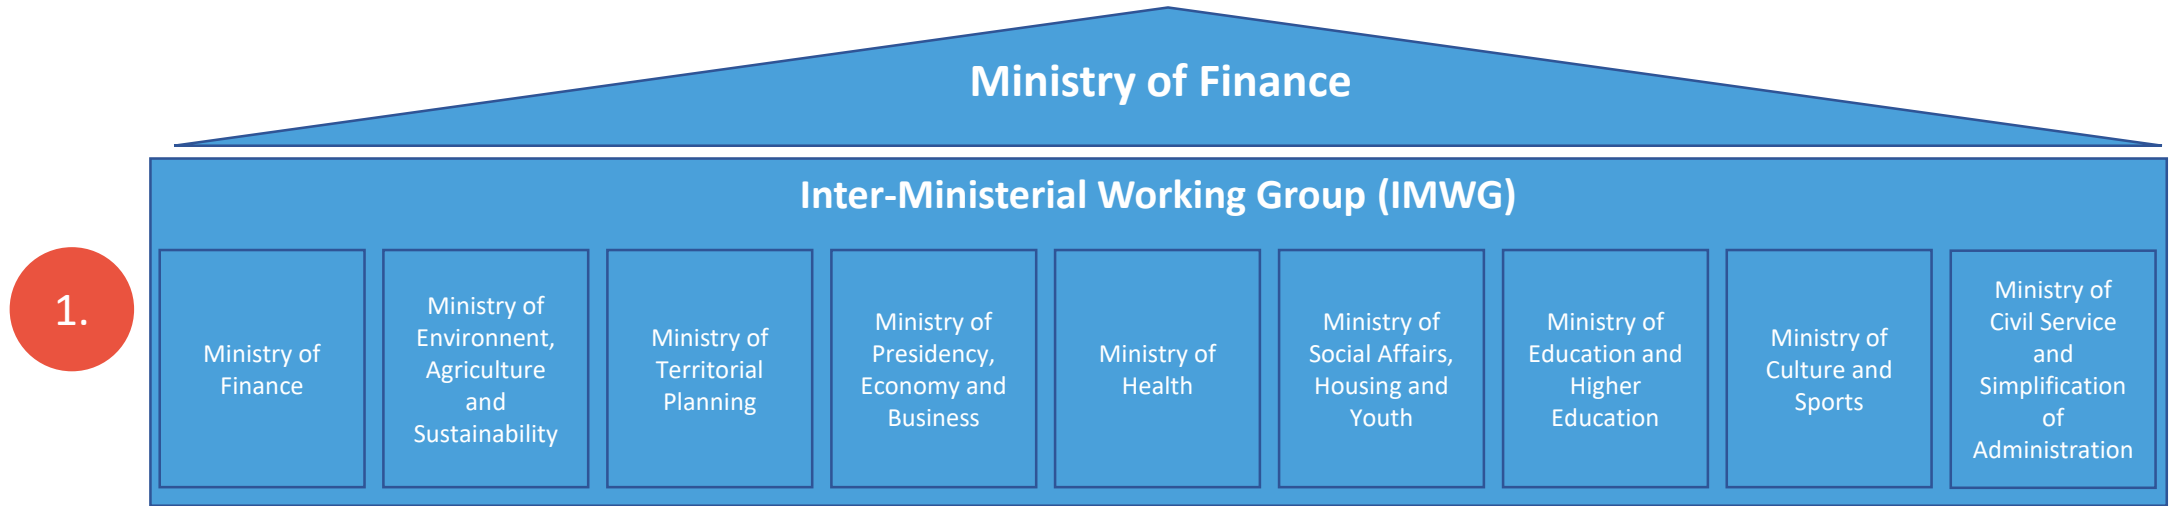 Ministry of Finance
Inter-Ministerial Working Group (IMWG)
1.
Ministry of
Finance
Ministry of
Environnent,
Agriculture
and
Sustainability
Ministry of
Territorial
Planning
Ministry of
Presidency,
Economy and
Business
Ministry of
Health
Ministry of
Social Affairs,
Housing and
Youth
Ministry of
Education and
Higher
Education
Ministry of
Culture and
Sports
Ministry of
Civil Service
and
Simplification
of
Administration